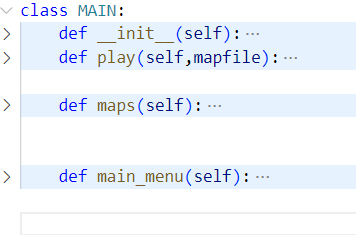 class MAIN:
def __init__(self):⋯
def play(self,mapfile):⋯
def maps(self):⋯
def main_menu(self):⋯